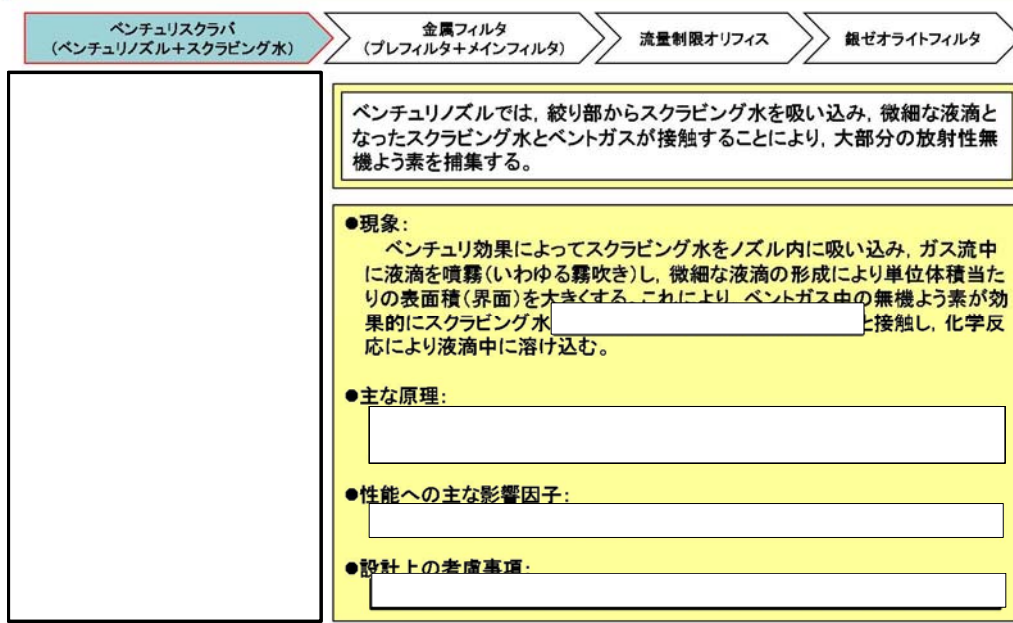 ベンチュリスクラバ
(ベンチュリノズル＋スクラビング水)
金属フィルタ
(プレフィルタ＋メインフィルタ)
流量制限オリフィス
銀ゼオライトフィルタ
ベンチュリノズルでは，絞り部からスクラビング水を吸い込み，微細な液滴と
なったスクラビング水とベントガスが接触することにより，大部分の放射性無
機よう素を捕集する。
●現象：
ベンチュリ効果によってスクラビング水をノズル内に吸い込み，ガス流中
に液滴を噴霧(いわゆる霧吹き)し，微細な液滴の形成により単位体積当た
りの表面積(界面)を大きくする。これにより，ベントガス中の無機よう素が効
果的にスクラビング水 と接触し，化学反
応により液滴中に溶け込む。
●主な原理：
●性能への主な影響因子：
●設計上の考慮事項：